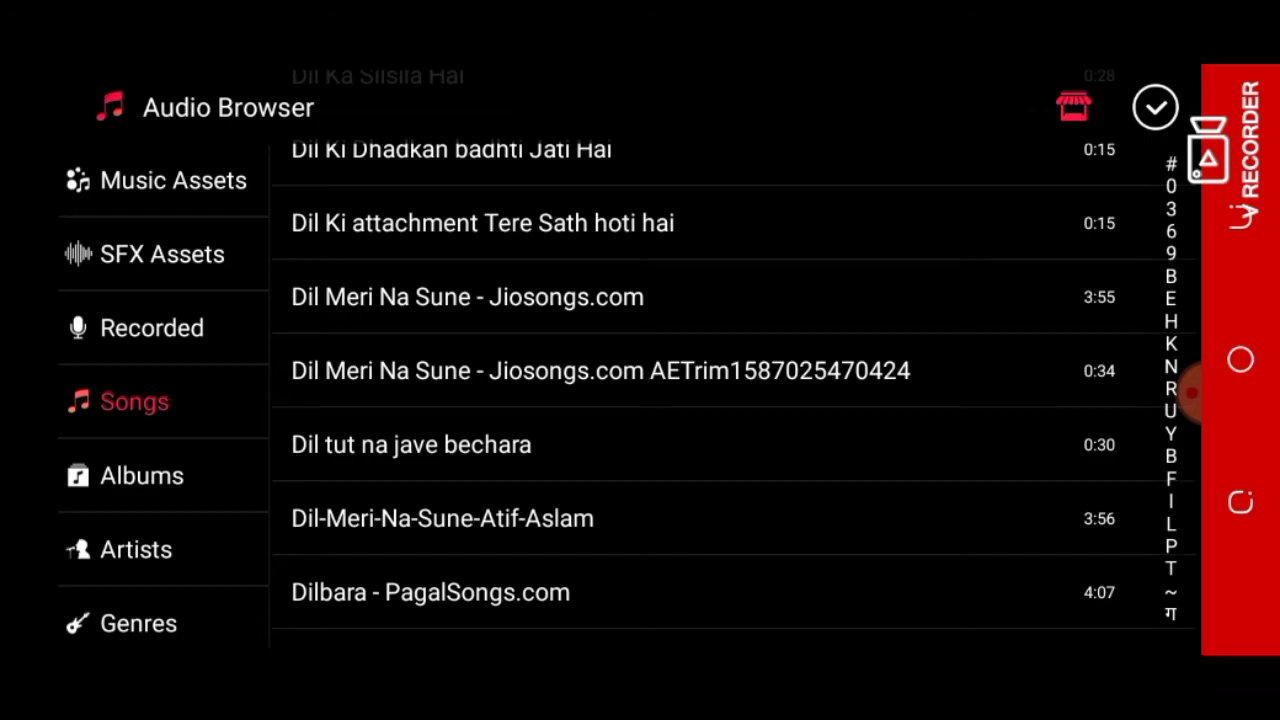 Dil Ka Silsila Hai 0:28
Audio Browser
Dil Ki Dhadkan badhti Jati Hai 0:15
Music Assets
Dil Ki attachment Tere Sath hoti hai 0:15
SFX Assets
Dil Meri Na Sune - Jiosongs.com 3:55
Recorded
Dil Meri Na Sune - Jiosongs.com AETrim1587025470424 0:34
Songs
Dil tut na jave bechara 0:30
Albums
Dil-Meri-Na-Sune-Atif-Aslam 3:56
Artists
Dilbara - PagalSongs.com 4:07
Genres
#
0
3
6
9
B
E
H
K
N
R
U
Y
B
F
I
L
P
T
~
ग
V RECORDER